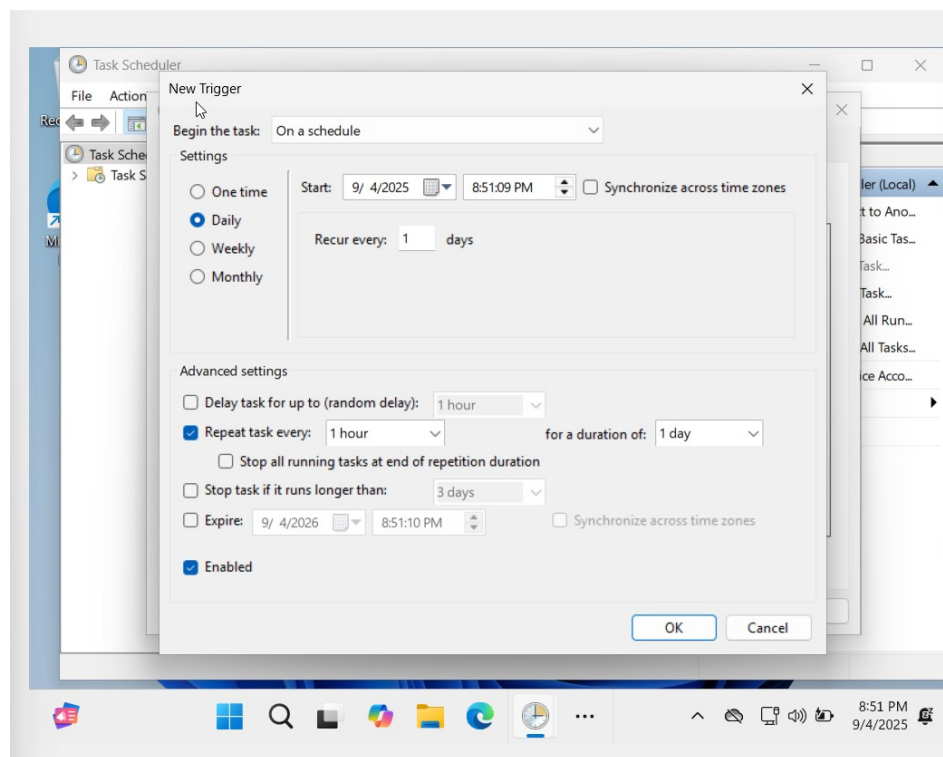 Task Scheduler
New Trigger
File Action
Begin the task: On a schedule
Task Sche
Settings
Task S
One time Start: 9/ 4/2025 8:51:09 PM Synchronize across time zones
ler (Local)
Daily
t to Ano...
Weekly Recur every: 1 days
Basic Tas...
Task...
Monthly
Task...
All Run...
All Tasks...
Advanced settings
ice Acco...
Delay task for up to (random delay): 1 hour
Repeat task every: 1 hour for a duration of: 1 day
Stop all running tasks at end of repetition duration
Stop task if it runs longer than: 3 days
Expire: 9/ 4/2026 8:51:10 PM Synchronize across time zones
Enabled
OK Cancel
8:51 PM
9/4/2025